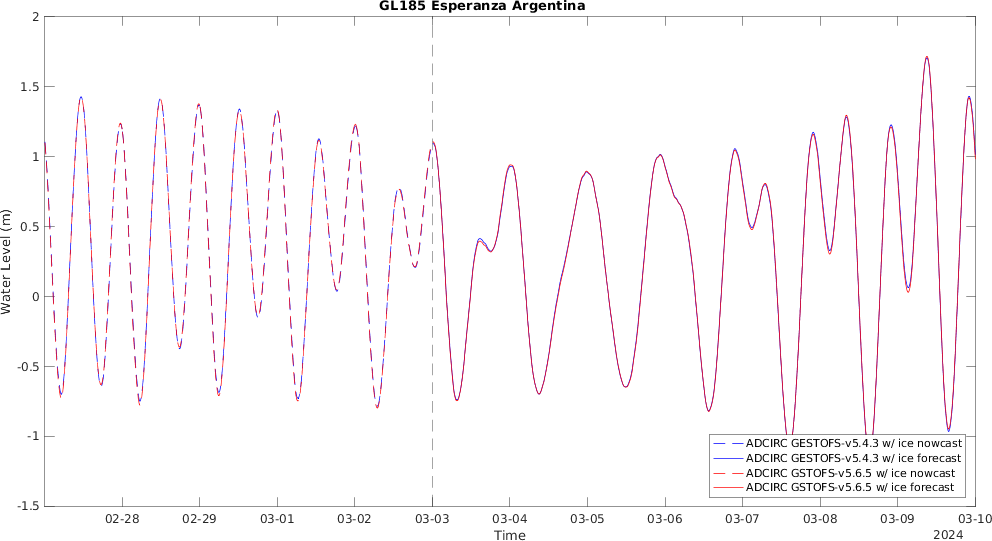 GL185 Esperanza Argentina
2
1.5
1
0.5
0
-0.5
-1
-1.5
Water Level (m)
ADCIRC GESTOFS-v5.4.3 w/ ice nowcast
ADCIRC GESTOFS-v5.4.3 w/ ice forecast
ADCIRC GSTOFS-v5.6.5 w/ ice nowcast
ADCIRC GSTOFS-v5.6.5 w/ ice forecast
02-28 02-29 03-01 03-02 03-03 03-04 03-05 03-06 03-07 03-08 03-09 03-10
Time
2024